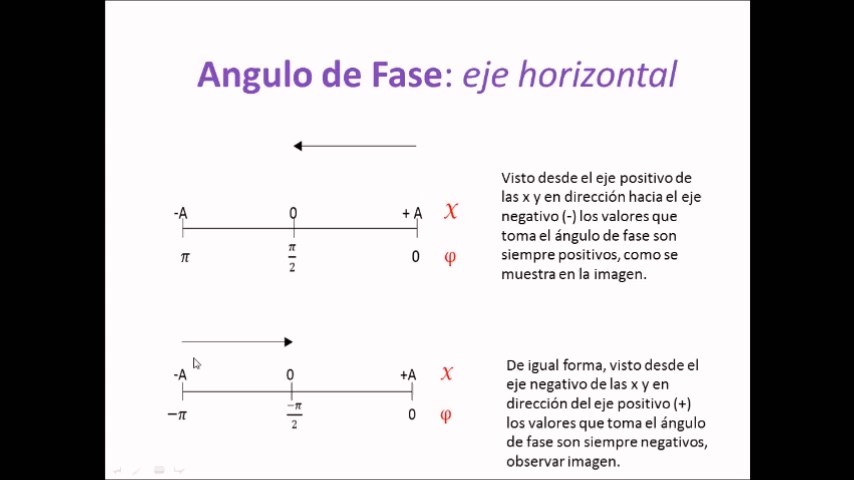 Angulo de Fase: eje horizontal
-A 0 + A X
π π/2 0 φ
Visto desde el eje positivo de
las x y en dirección hacia el eje
negativo (-) los valores que
toma el ángulo de fase son
siempre positivos, como se
muestra en la imagen.
-A 0 +A X
−π −π/2 0 φ
De igual forma, visto desde el
eje negativo de las x y en
dirección del eje positivo (+)
los valores que toma el ángulo
de fase son siempre negativos,
observar imagen.